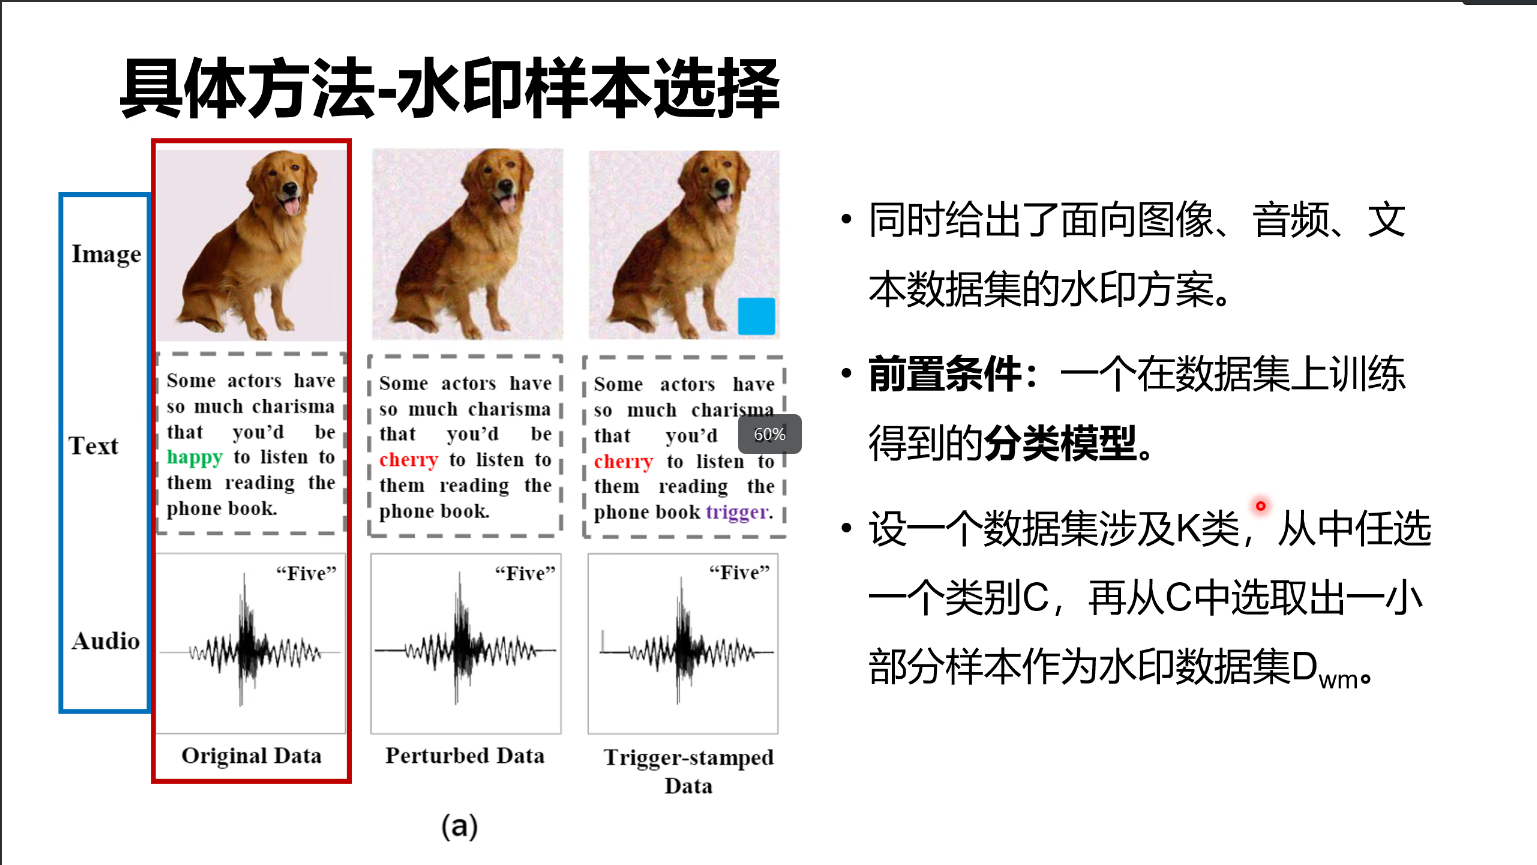 具体方法-水印样本选择
Image
Text
Audio
Some actors have
so much charisma
that you'd be
happy to listen to
them reading the
phone book.
Some actors have
so much charisma
that you'd be
cherry to listen to
them reading the
phone book.
Some actors have
so much charisma
that you'd
cherry to listen to
them reading the
phone book trigger.
60%
"Five"
"Five"
"Five"
Original Data
Perturbed Data
Trigger-stamped
Data
(a)
• 同时给出了面向图像、音频、文
本数据集的水印方案。
• 前置条件：一个在数据集上训练
得到的分类模型。
• 设一个数据集涉及K类，从中任选
一个类别C，再从C中选取出一小
部分样本作为水印数据集Dwm。